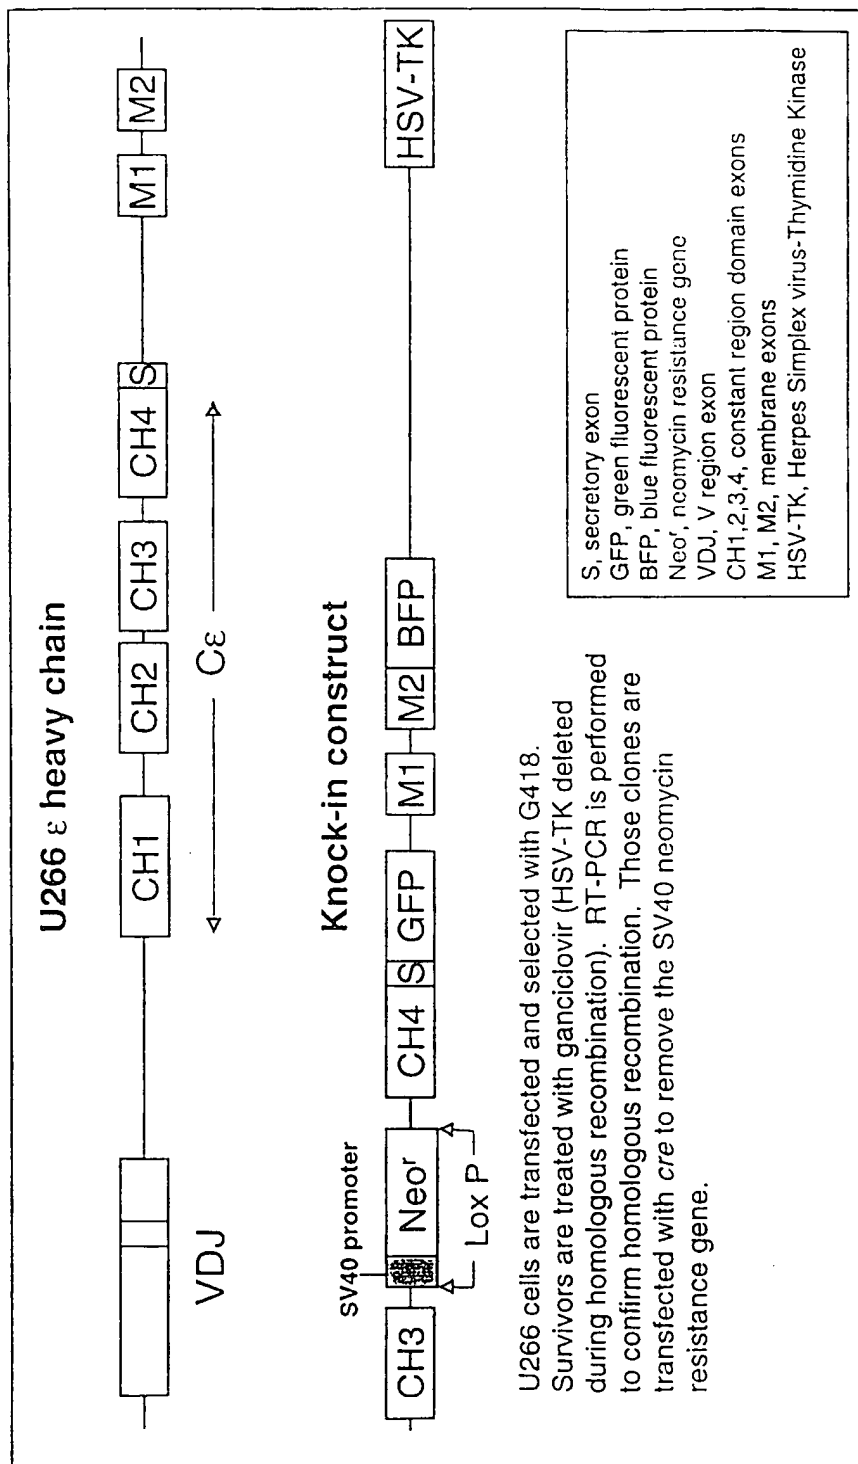 U266 ε heavy chain
VDJ
CH1
CH2
CH3
CH4
S
M1
M2
Cε
Knock-in construct
SV40 promoter
CH3
Neoʳ
CH4
S
GFP
M1
M2
BFP
HSV-TK
Lox P
U266 cells are transfected and selected with G418.
Survivors are treated with ganciclovir (HSV-TK deleted
during homologous recombination). RT-PCR is performed
to confirm homologous recombination. Those clones are
transfected with cre to remove the SV40 neomycin
resistance gene.
S, secretory exon
GFP, green fluorescent protein
BFP, blue fluorescent protein
Neoʳ, neomycin resistance gene
VDJ, V region exon
CH1,2,3,4, constant region domain exons
M1, M2, membrane exons
HSV-TK, Herpes Simplex virus-Thymidine Kinase